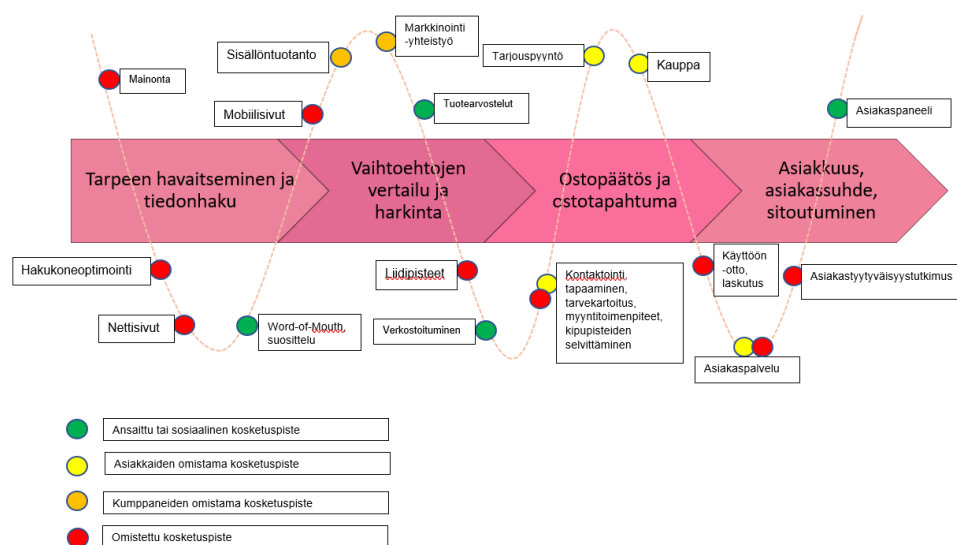 Mainonta
Sisällöntuotanto
Markkinointi
-yhteistyö
Mobiilisivut
Tuotearvostelut
Tarjouspyyntö
Kauppa
Asiakaspaneeli
Tarpeen havaitseminen ja
tiedonhaku
Vaihtoehtojen
vertailu ja
harkinta
Ostopäätös ja
ostotapahtuma
Asiakkuus,
asiakassuhde,
sitoutuminen
Hakukoneoptimointi
Nettisivut
Word-of-Mouth,
suosittelu
Liidipisteet
Verkostoituminen
Kontaktointi,
tapaaminen,
tarvekartoitus,
myyntitoimenpiteet,
kipupisteiden
selvittäminen
Käyttöön
-otto,
laskutus
Asiakastyytyväisyystutkimus
Asiakaspalvelu
Ansaittu tai sosiaalinen kosketuspiste
Asiakkaiden omistama kosketuspiste
Kumppaneiden omistama kosketuspiste
Omistettu kosketuspiste